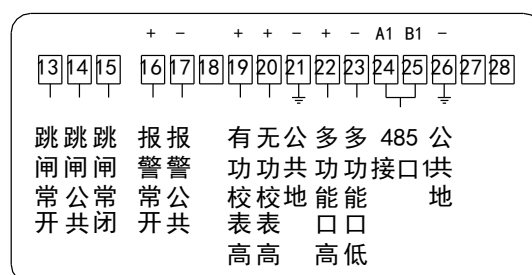 + − + + − + − A1 B1 −
13 14 15 16 17 18 19 20 21 22 23 24 25 26 27 28
跳闸常开
跳闸公共
跳闸常闭
报警常开
报警公共
有功校表高
无功校表高
公共地
多功能口高
多功能口低
485
接口1
公共地